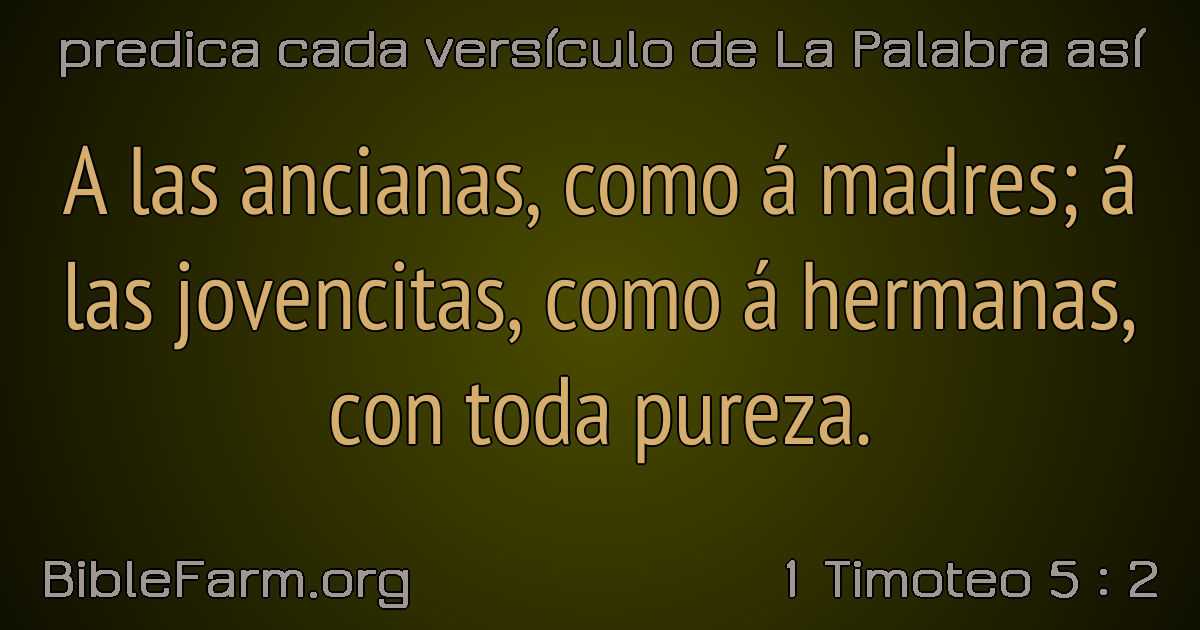 predica cada versículo de La Palabra así
A las ancianas, como á madres; á
las jovencitas, como á hermanas,
con toda pureza.
BibleFarm.org
1 Timoteo 5 : 2